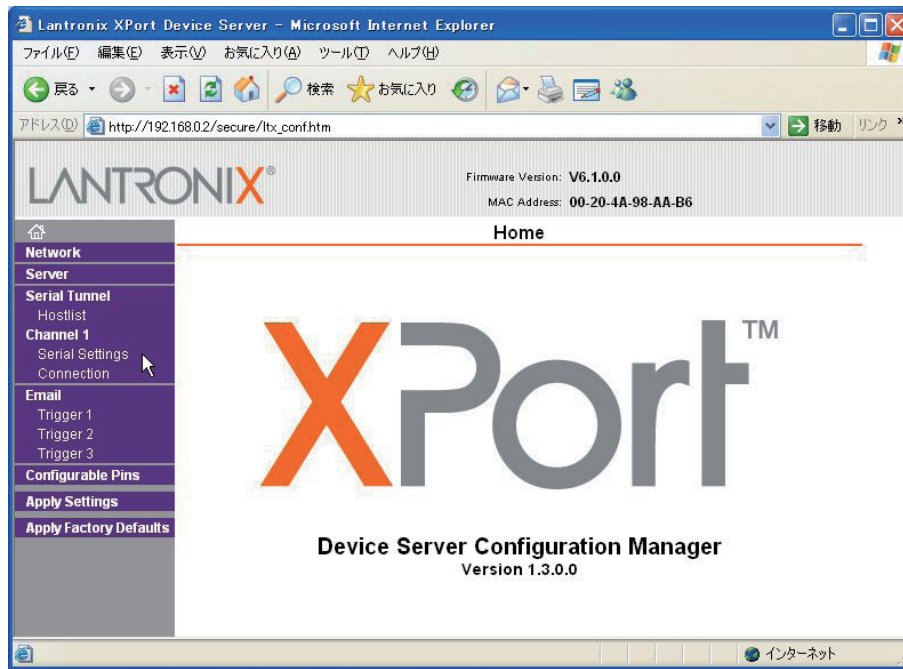 Lantronix XPort Device Server - Microsoft Internet Explorer
ファイル(F) 編集(E) 表示(V) お気に入り(A) ツール(T) ヘルプ(H)
戻る 検索 お気に入り
アドレス(D) http://192.168.0.2/secure/ltx_conf.htm 移動 リンク »
LANTRONIX®
Firmware Version: V6.1.0.0
MAC Address: 00-20-4A-98-AA-B6
Home
Network
Server
Serial Tunnel
Hostlist
Channel 1
Serial Settings
Connection
Email
Trigger 1
Trigger 2
Trigger 3
Configurable Pins
Apply Settings
Apply Factory Defaults
XPort™
Device Server Configuration Manager
Version 1.3.0.0
インターネット